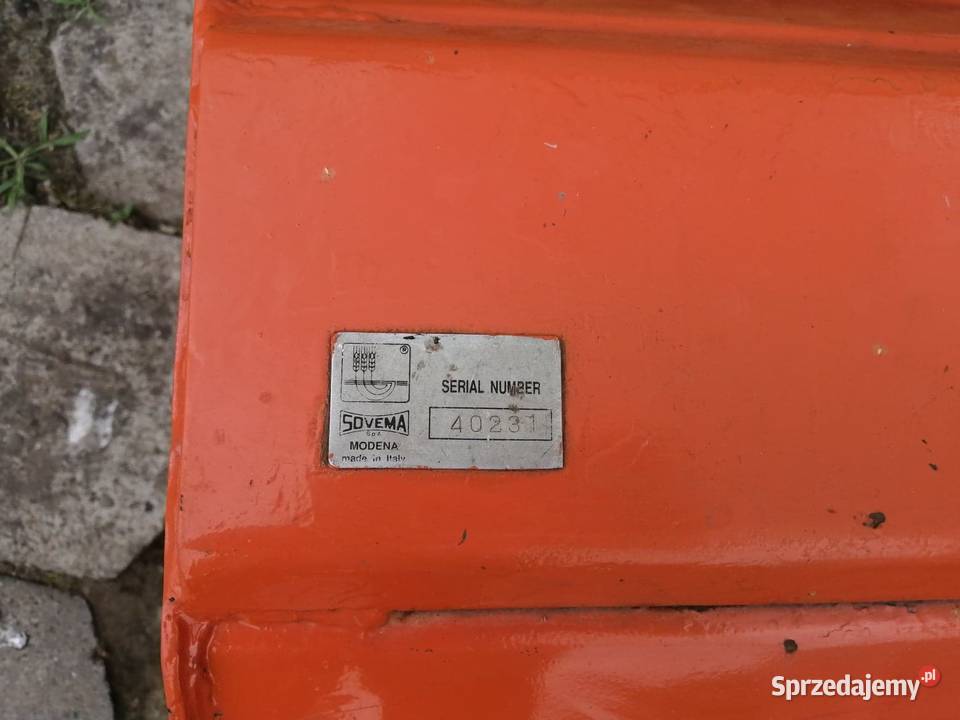 ®
SERIAL NUMBER
SOVEMA
SpA
40231
MODENA
made in Italy
Sprzedajemy.pl